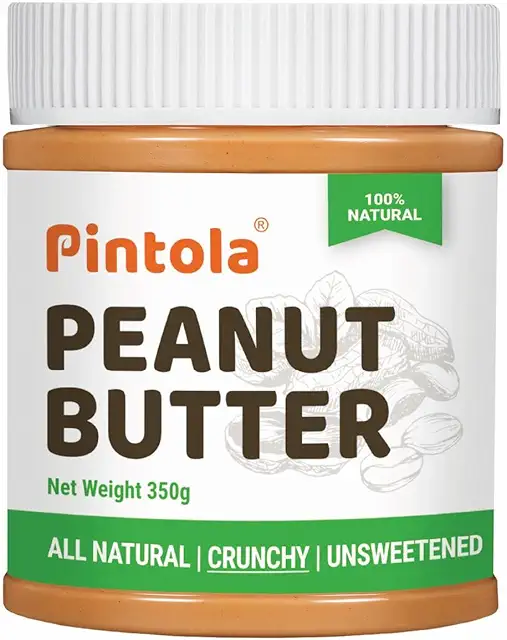 100%
NATURAL
Pintola®
PEANUT
BUTTER
Net Weight 350g
ALL NATURAL | CRUNCHY | UNSWEETENED